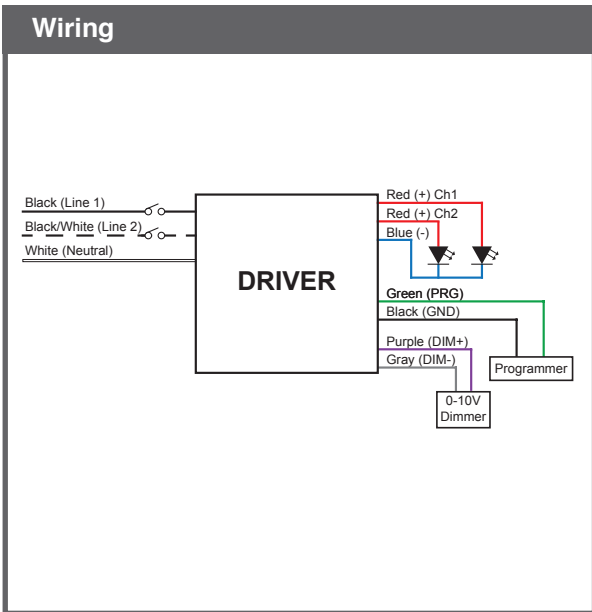 Wiring
Black (Line 1)
Black/White (Line 2)
White (Neutral)
DRIVER
Red (+) Ch1
Red (+) Ch2
Blue (-)
Green (PRG)
Black (GND)
Purple (DIM+)
Gray (DIM-)
Programmer
0-10V
Dimmer